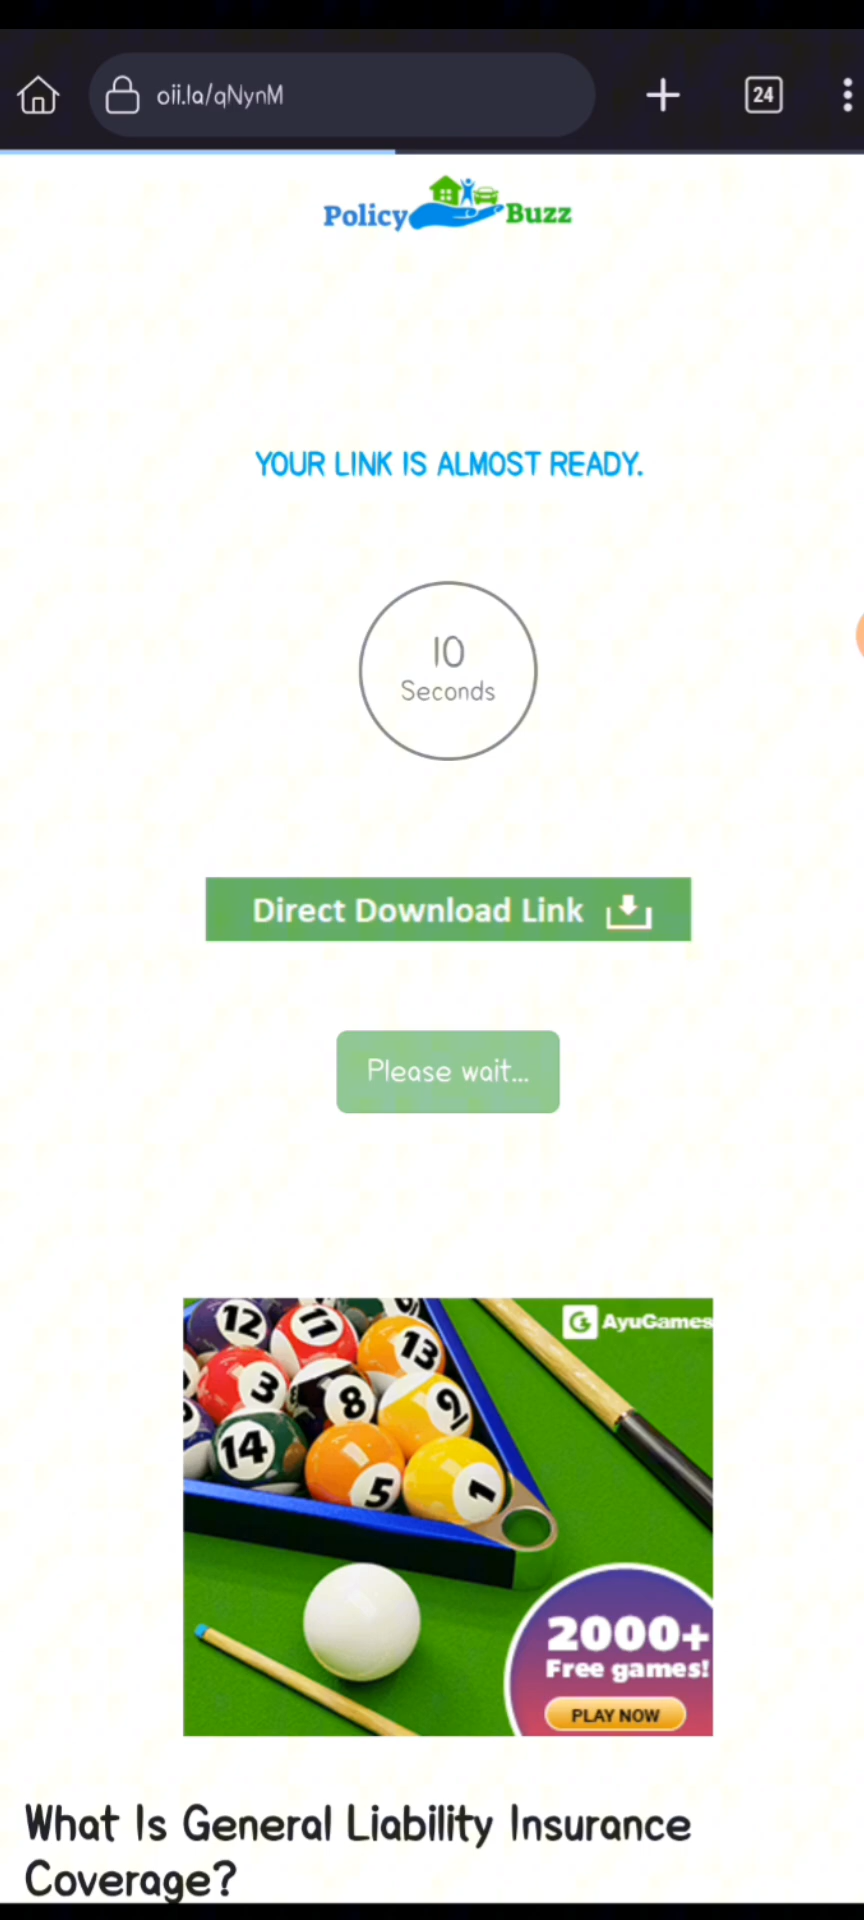 oii.la/qNynM
24
Policy Buzz
YOUR LINK IS ALMOST READY.
10
Seconds
Direct Download Link
Please wait...
G AyuGames
12
11
13
3
8
9
14
5
1
2000+
Free games!
PLAY NOW
What Is General Liability Insurance
Coverage?